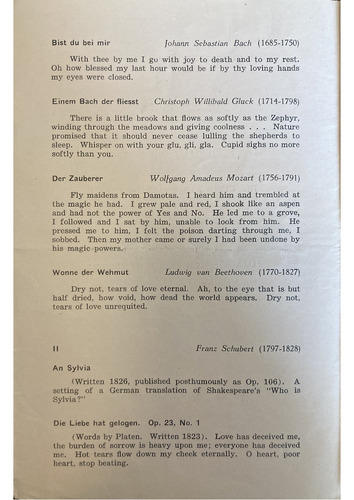 Bist du bei mir Johann Sebastian Bach (1685-1750)
With thee by me I go with joy to death and to my rest.
Oh how blessed my last hour would be if by thy loving hands
my eyes were closed.
Einem Bach der fliesst Christoph Willibald Gluck (1714-1798)
There is a little brook that flows as softly as the Zephyr,
winding through the meadows and giving coolness . . . Nature
promised that it should never cease lulling the shepherds to
sleep. Whisper on with your glu, gli, gla. Cupid sighs no more
softly than you.
Der Zauberer Wolfgang Amadeus Mozart (1756-1791)
Fly maidens from Damotas. I heard him and trembled at
the magic he had. I grew pale and red, I shook like an aspen
and had not the power of Yes and No. He led me to a grove,
I followed and I sat by him, unable to look from him. He
pressed me to him, I felt the poison darting through me, I
sobbed. Then my mother came or surely I had been undone by
his magic powers.
Wonne der Wehmut Ludwig van Beethoven (1770-1827)
Dry not, tears of love eternal. Ah, to the eye that is but
half dried, how void, how dead the world appears. Dry not,
tears of love unrequited.
II Franz Schubert (1797-1828)
An Sylvia
(Written 1826, published posthumously as Op. 106). A
setting of a German translation of Shakespeare's "Who is
Sylvia?"
Die Liebe hat gelogen. Op. 23, No. 1
(Words by Platen. Written 1823). Love has deceived me,
the burden of sorrow is heavy upon me; everyone has deceived
me. Hot tears flow down my cheek eternally. O heart, poor
heart, stop beating.